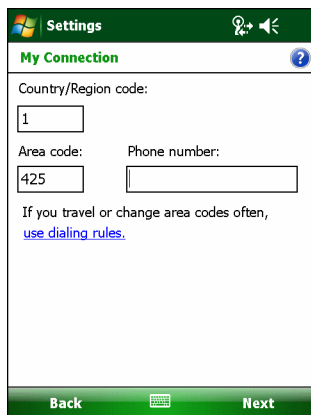 Settings
My Connection
Country/Region code:
1
Area code: Phone number:
425
If you travel or change area codes often,
use dialing rules.
Back Next